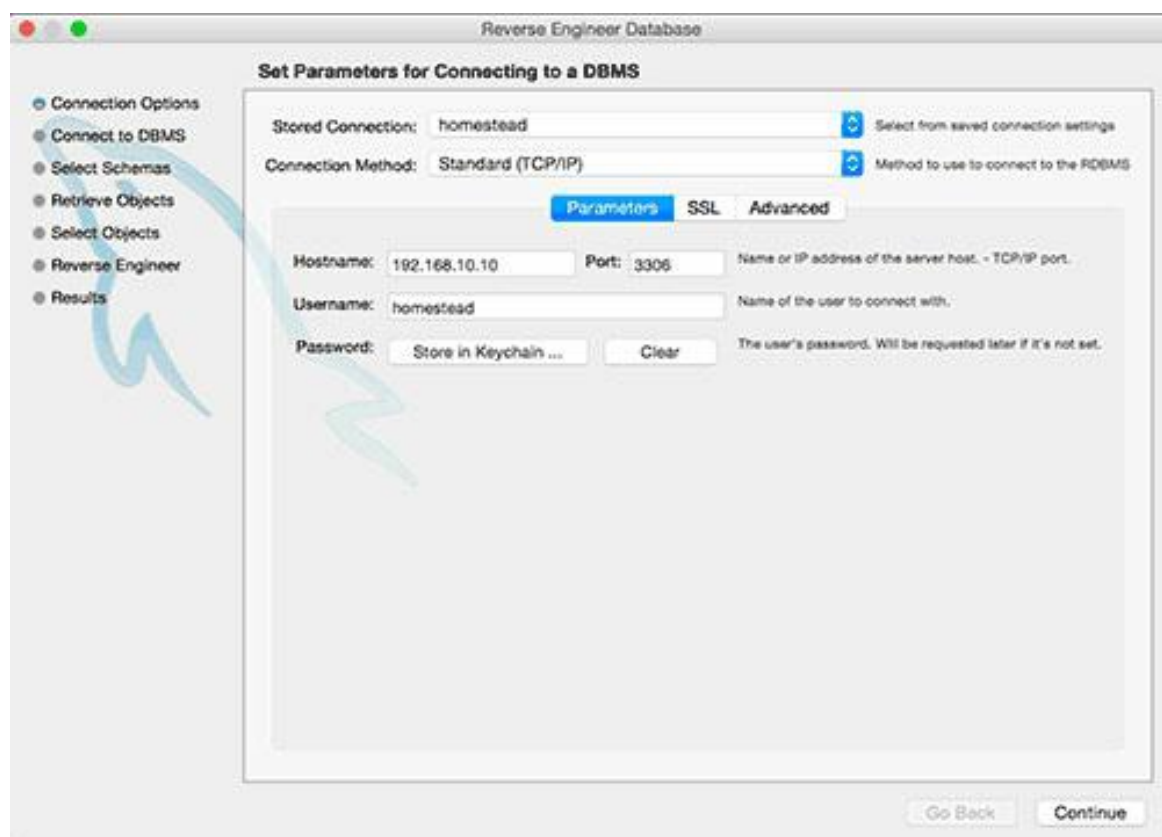 Reverse Engineer Database
Set Parameters for Connecting to a DBMS
Connection Options
Connect to DBMS
Select Schemas
Retrieve Objects
Select Objects
Reverse Engineer
Results
Stored Connection: homestead Select from saved connection settings
Connection Method: Standard (TCP/IP) Method to use to connect to the RDBMS
Parameters SSL Advanced
Hostname: 192.168.10.10 Port: 3306 Name or IP address of the server host. - TCP/IP port.
Username: homestead Name of the user to connect with.
Password: Store in Keychain ... Clear The user's password. Will be requested later if it's not set.
Go Back Continue